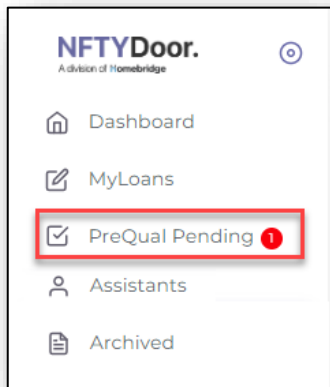 NFTYDoor.
A division of Homebridge
Dashboard
MyLoans
PreQual Pending 1
Assistants
Archived